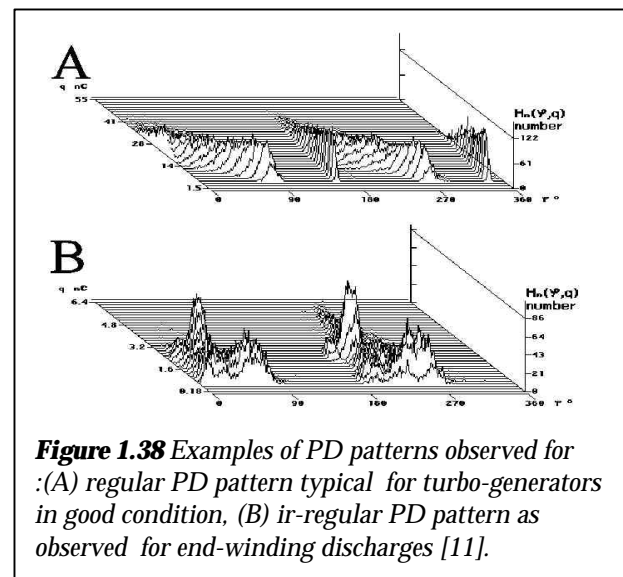 A
q nC
55
41
28
14
1.5
Hₙ(φ,q)
number
122
61
0
0 90 180 270 360 °
B
q nC
6.4
4.8
3.2
1.6
0.18
Hₙ(φ,q)
number
86
64
43
21
0
0 90 180 270 360 °
Figure 1.38 Examples of PD patterns observed for
:(A) regular PD pattern typical for turbo-generators
in good condition, (B) ir-regular PD pattern as
observed for end-winding discharges [11].